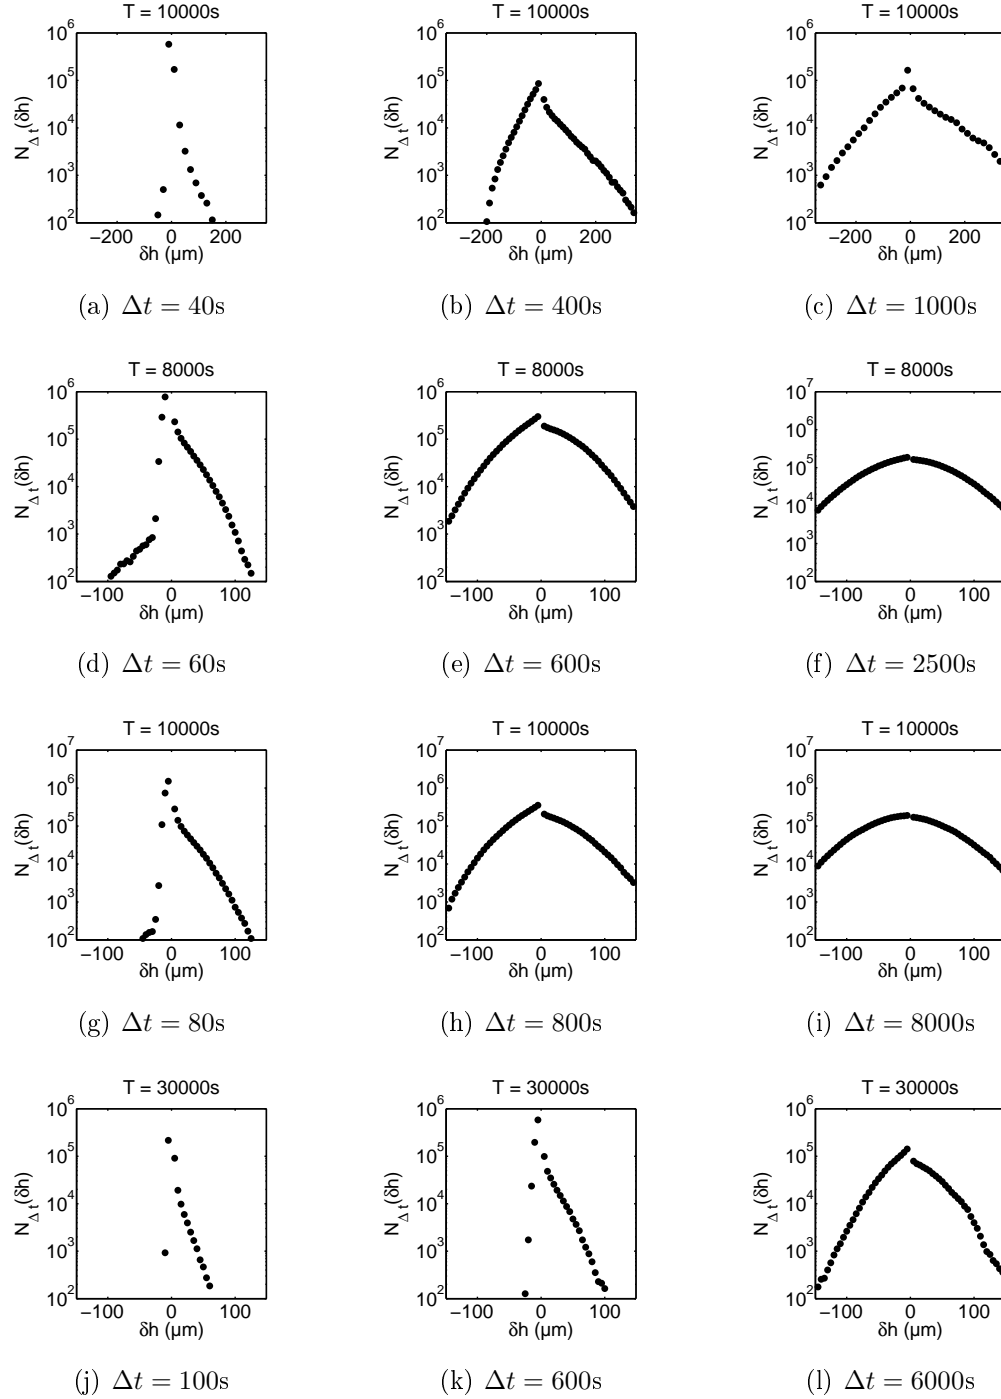 T = 10000s T = 10000s T = 10000s
10^6 10^6 10^6
10^5 10^5 10^5
10^4 10^4 10^4
10^3 10^3 10^3
10^2 10^2 10^2
N_Δt(δh) N_Δt(δh) N_Δt(δh)
−200 0 200 −200 0 200 −200 0 200
δh (µm) δh (µm) δh (µm)
(a) Δt = 40s (b) Δt = 400s (c) Δt = 1000s
T = 8000s T = 8000s T = 8000s
10^6 10^6 10^7
10^5 10^5 10^6
10^4 10^4 10^5
10^3 10^3 10^4
10^2 10^2 10^3
10^2
N_Δt(δh) N_Δt(δh) N_Δt(δh)
−100 0 100 −100 0 100 −100 0 100
δh (µm) δh (µm) δh (µm)
(d) Δt = 60s (e) Δt = 600s (f) Δt = 2500s
T = 10000s T = 10000s T = 10000s
10^7 10^7 10^7
10^6 10^6 10^6
10^5 10^5 10^5
10^4 10^4 10^4
10^3 10^3 10^3
10^2 10^2 10^2
N_Δt(δh) N_Δt(δh) N_Δt(δh)
−100 0 100 −100 0 100 −100 0 100
δh (µm) δh (µm) δh (µm)
(g) Δt = 80s (h) Δt = 800s (i) Δt = 8000s
T = 30000s T = 30000s T = 30000s
10^6 10^6 10^6
10^5 10^5 10^5
10^4 10^4 10^4
10^3 10^3 10^3
10^2 10^2 10^2
N_Δt(δh) N_Δt(δh) N_Δt(δh)
−100 0 100 −100 0 100 −100 0 100
δh (µm) δh (µm) δh (µm)
(j) Δt = 100s (k) Δt = 600s (l) Δt = 6000s